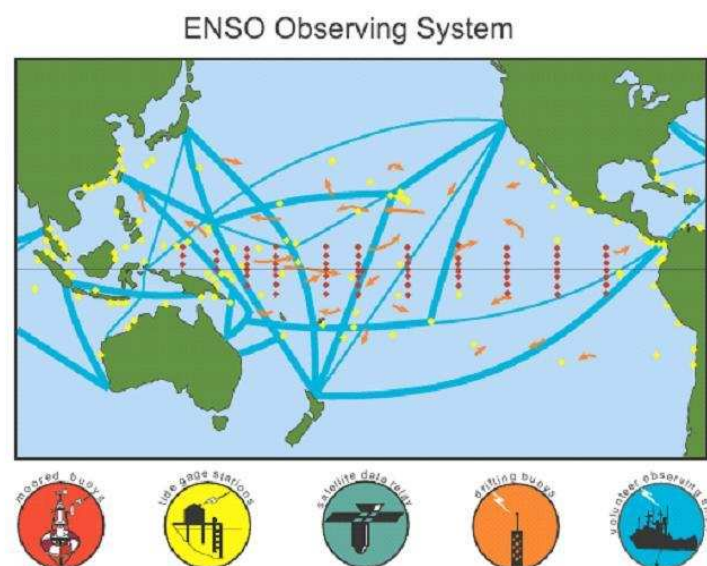 ENSO Observing System
moored buoys
tide gage stations
satellite data relay
drifting buoys
volunteer observing